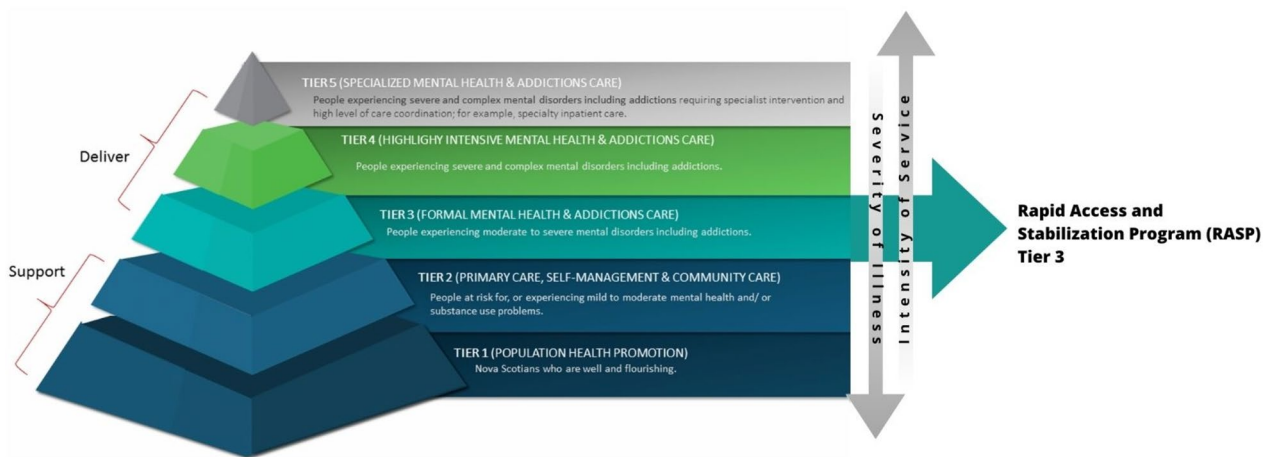 Deliver
Support
TIER 5 (SPECIALIZED MENTAL HEALTH & ADDICTIONS CARE)
People experiencing severe and complex mental disorders including addictions requiring specialist intervention and
high level of care coordination; for example, specialty inpatient care.
TIER 4 (HIGHLIGHY INTENSIVE MENTAL HEALTH & ADDICTIONS CARE)
People experiencing severe and complex mental disorders including addictions.
TIER 3 (FORMAL MENTAL HEALTH & ADDICTIONS CARE)
People experiencing moderate to severe mental disorders including addictions.
TIER 2 (PRIMARY CARE, SELF-MANAGEMENT & COMMUNITY CARE)
People at risk for, or experiencing mild to moderate mental health and/ or
substance use problems.
TIER 1 (POPULATION HEALTH PROMOTION)
Nova Scotians who are well and flourishing.
Severity of Illness
Intensity of Service
Rapid Access and
Stabilization Program (RASP)
Tier 3